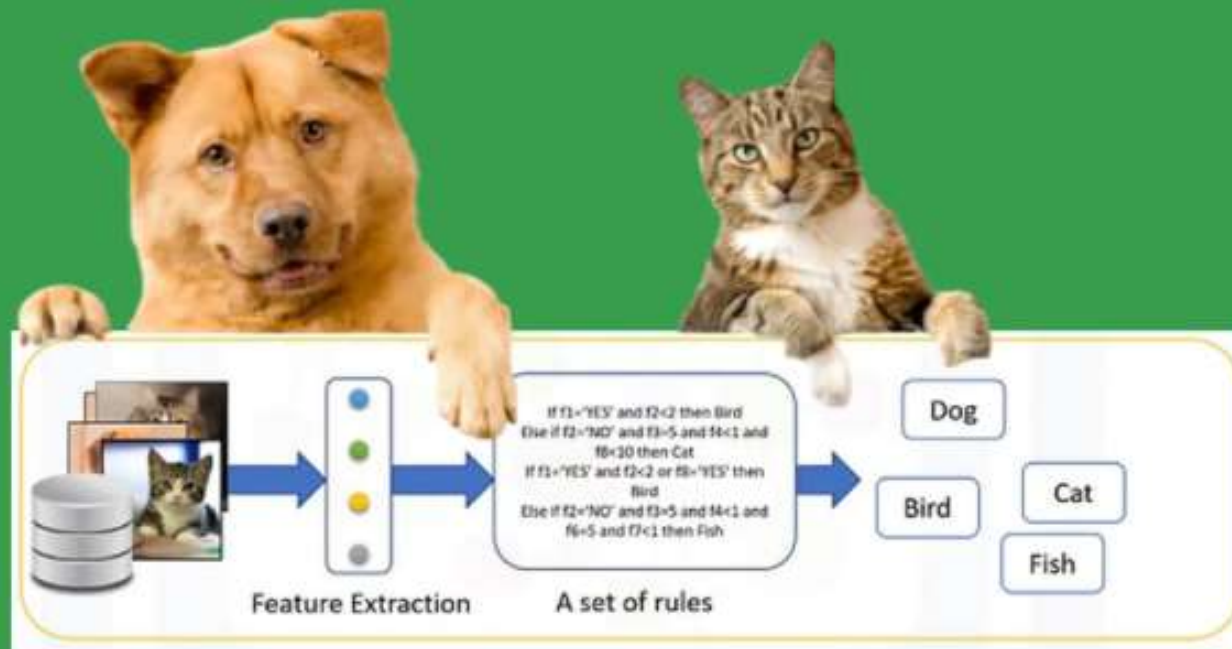 If f1='YES' and f2<2 then Bird
Else if f2='NO' and f3=5 and f4<1 and
f8<10 then Cat
If f1='YES' and f2<2 or f8='YES' then
Bird
Else if f2='NO' and f3=5 and f4<1 and
f6=5 and f7<1 then Fish
Dog
Bird
Cat
Fish
Feature Extraction
A set of rules